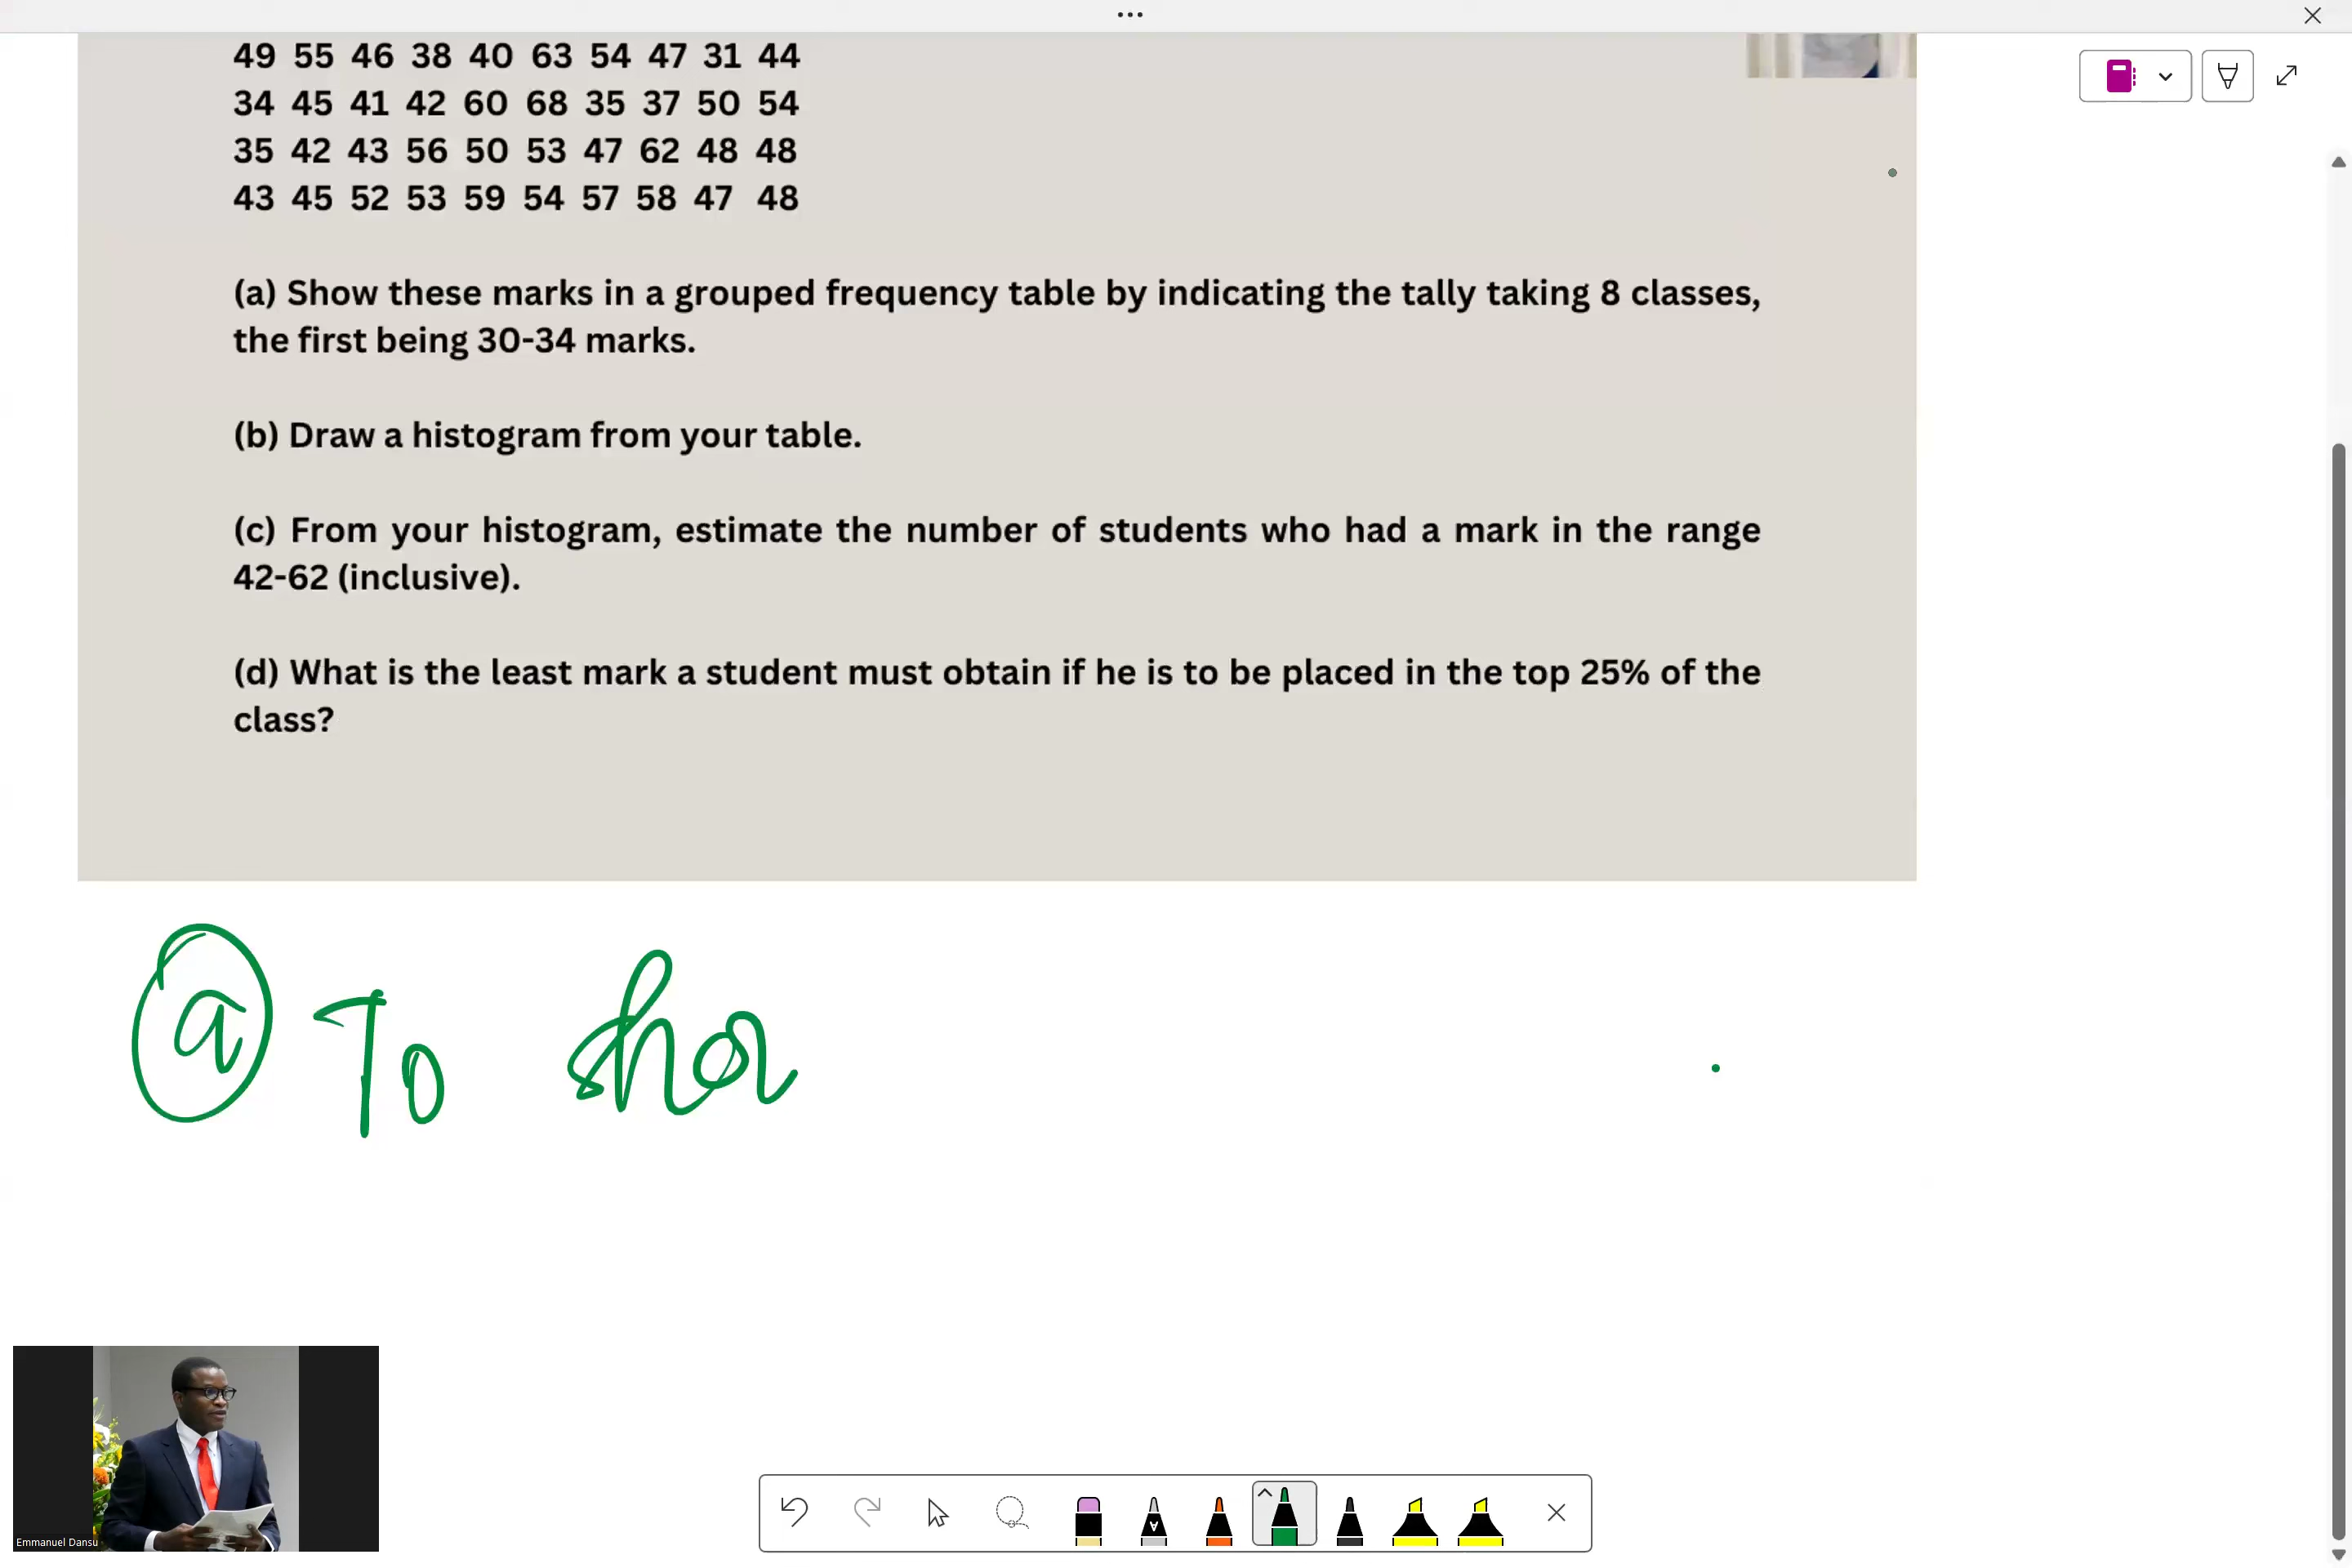 49 55 46 38 40 63 54 47 31 44
34 45 41 42 60 68 35 37 50 54
35 42 43 56 50 53 47 62 48 48
43 45 52 53 59 54 57 58 47 48
(a) Show these marks in a grouped frequency table by indicating the tally taking 8 classes,
the first being 30-34 marks.
(b) Draw a histogram from your table.
(c) From your histogram, estimate the number of students who had a mark in the range
42-62 (inclusive).
(d) What is the least mark a student must obtain if he is to be placed in the top 25% of the
class?
a To sho
Emmanuel Dansu